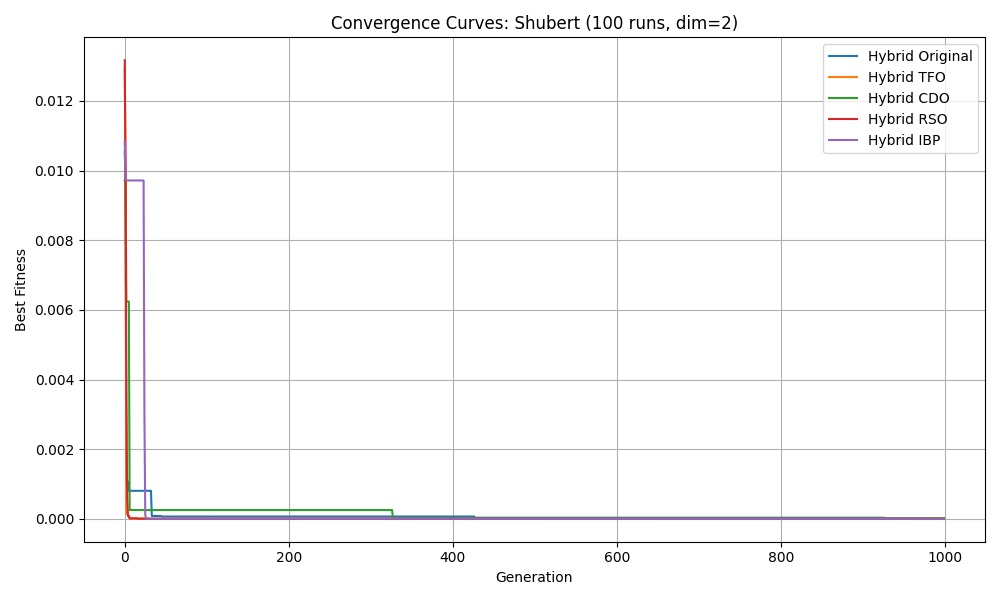 Convergence Curves: Shubert (100 runs, dim=2)
Hybrid Original
Hybrid TFO
Hybrid CDO
Hybrid RSO
Hybrid IBP
Best Fitness
0.012
0.010
0.008
0.006
0.004
0.002
0.000
0
200
400
600
800
1000
Generation